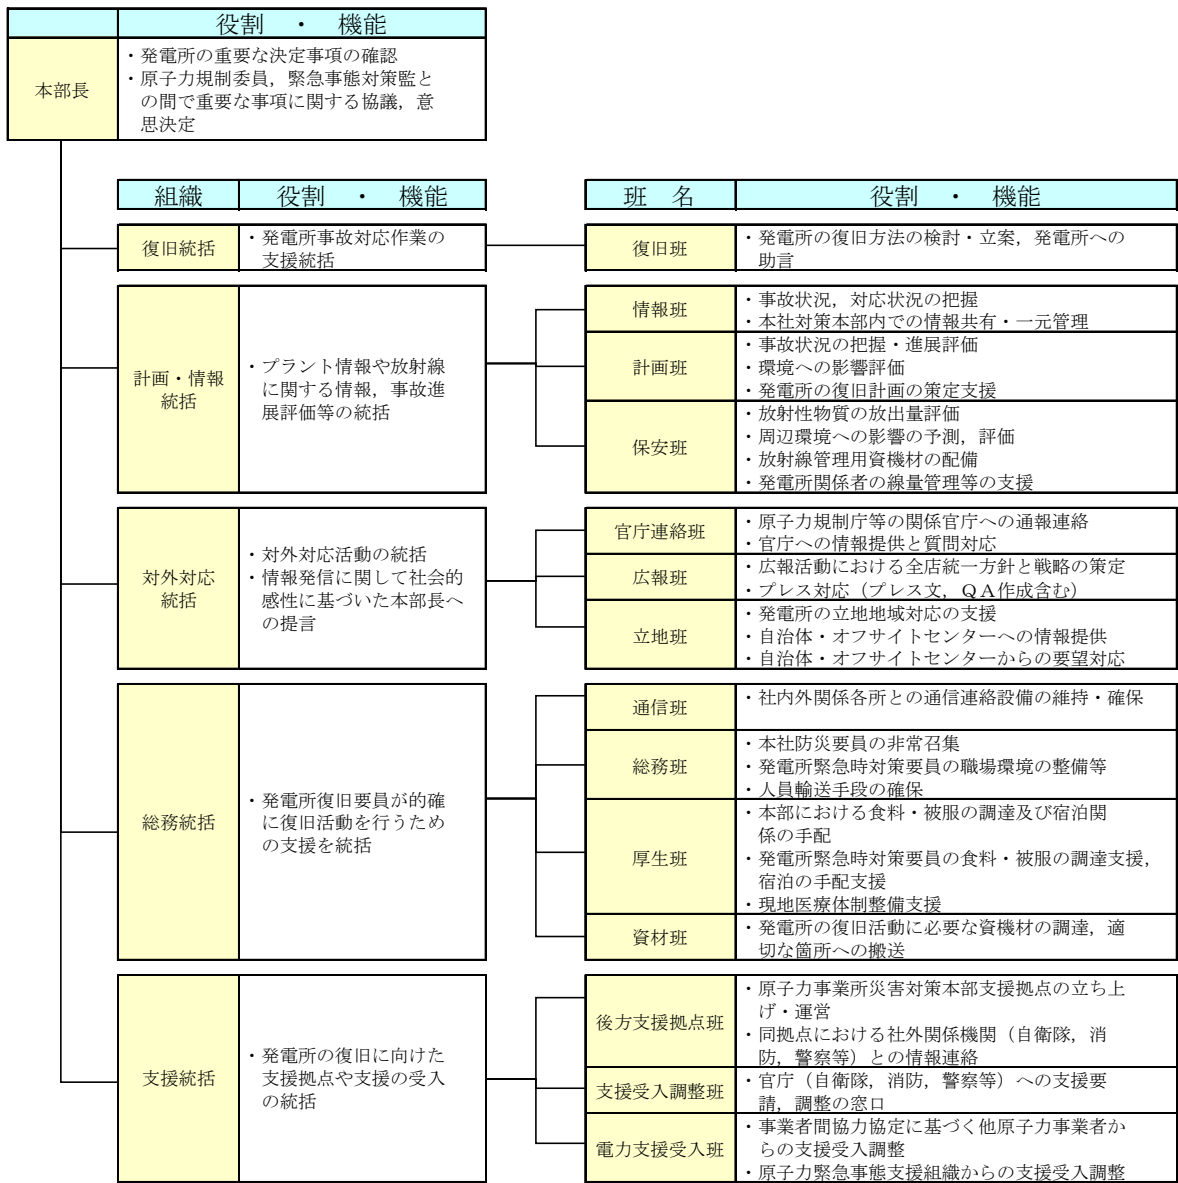 役割　・　機能
本部長
・発電所の重要な決定事項の確認
・原子力規制委員，緊急事態対策監と
の間で重要な事項に関する協議，意
思決定
組織
役割　・　機能
班　名
役割　・　機能
復旧統括
・発電所事故対応作業の
支援統括
復旧班
・発電所の復旧方法の検討・立案，発電所への
助言
計画・情報
統括
・プラント情報や放射線
に関する情報，事故進
展評価等の統括
情報班
・事故状況，対応状況の把握
・本社対策本部内での情報共有・一元管理
計画班
・事故状況の把握・進展評価
・環境への影響評価
・発電所の復旧計画の策定支援
保安班
・放射性物質の放出量評価
・周辺環境への影響の予測，評価
・放射線管理用資機材の配備
・発電所関係者の線量管理等の支援
対外対応
統括
・対外対応活動の統括
・情報発信に関して社会的
感性に基づいた本部長へ
の提言
官庁連絡班
・原子力規制庁等の関係官庁への通報連絡
・官庁への情報提供と質問対応
広報班
・広報活動における全店統一方針と戦略の策定
・プレス対応（プレス文，ＱＡ作成含む）
立地班
・発電所の立地地域対応の支援
・自治体・オフサイトセンターへの情報提供
・自治体・オフサイトセンターからの要望対応
総務統括
・発電所復旧要員が的確
に復旧活動を行うため
の支援を統括
通信班
・社内外関係各所との通信連絡設備の維持・確保
総務班
・本社防災要員の非常召集
・発電所緊急時対策要員の職場環境の整備等
・人員輸送手段の確保
厚生班
・本部における食料・被服の調達及び宿泊関
係の手配
・発電所緊急時対策要員の食料・被服の調達支援，
宿泊の手配支援
・現地医療体制整備支援
資材班
・発電所の復旧活動に必要な資機材の調達，適
切な箇所への搬送
支援統括
・発電所の復旧に向けた
支援拠点や支援の受入
の統括
後方支援拠点班
・原子力事業所災害対策本部支援拠点の立ち上
げ・運営
・同拠点における社外関係機関（自衛隊，消
防，警察等）との情報連絡
支援受入調整班
・官庁（自衛隊，消防，警察等）への支援要
請，調整の窓口
電力支援受入班
・事業者間協力協定に基づく他原子力事業者か
らの支援受入調整
・原子力緊急事態支援組織からの支援受入調整